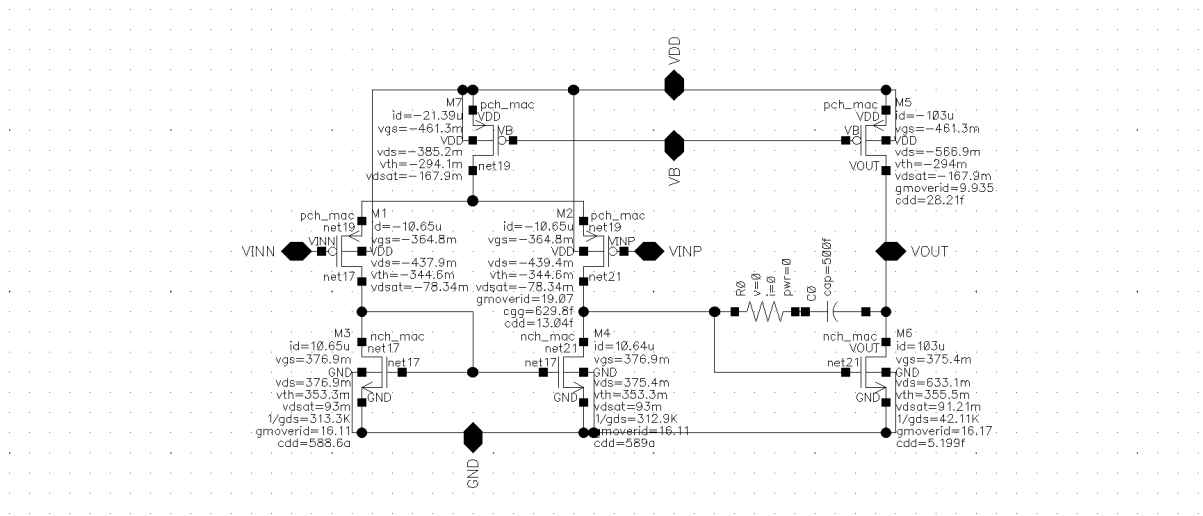 VDD
M7
pch_mac
id=-21.39u
VDD
vgs=-461.3m
VB
VDD
vds=-385.2m
vth=-294.1m
net19
vdsat=-167.9m
VB
pch_mac
M5
VDD
id=-103u
vgs=-461.3m
VB
VDD
vds=-566.9m
vth=-294m
VOUT
vdsat=-167.9m
gmoverid=9.935
cdd=28.21f
pch_mac
M1
net19
d=-10.65u
vgs=-364.8m
VINN
VINN
VDD
vds=-437.9m
vth=-344.6m
net17
vdsat=-78.34m
M2
pch_mac
id=-10.65u
net19
vgs=-364.8m
VDD
VINP
VINP
vds=-439.4m
vth=-344.6m
net21
vdsat=-78.34m
gmoverid=19.07
cgg=629.8f
cdd=13.04f
VOUT
R0
v=0
i=0
pwr=0
C0
cap=500f
M3
nch_mac
id=10.65u
net17
vgs=376.9m
net17
GND
vds=376.9m
vth=353.3m
GND
vdsat=93m
1/gds=313.3K
gmoverid=16.11
cdd=588.6a
nch_mac
M4
net21
id=10.64u
vgs=376.9m
net17
GND
vds=375.4m
vth=353.3m
GND
vdsat=93m
1/gds=312.9K
gmoverid=16.11
cdd=589a
nch_mac
M6
VOUT
id=103u
vgs=375.4m
net21
GND
vds=633.1m
vth=355.5m
GND
vdsat=91.21m
1/gds=42.11K
gmoverid=16.17
cdd=5.199f
GND